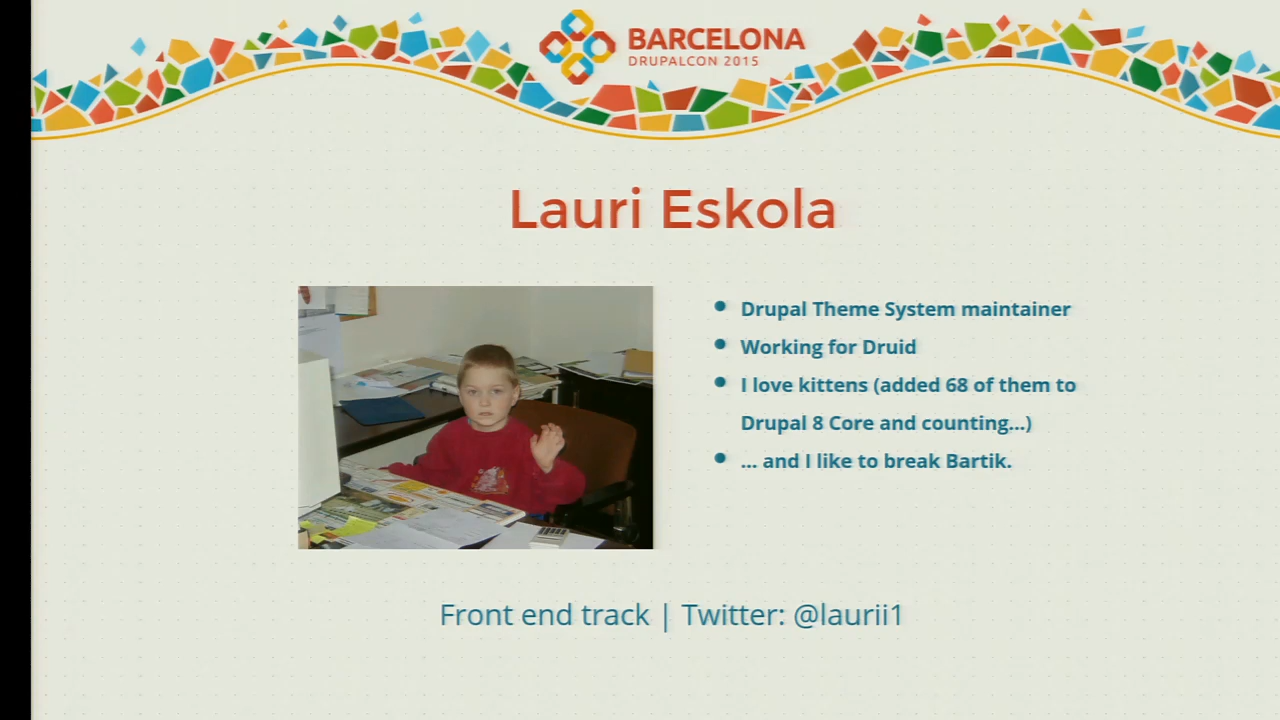 BARCELONA
DRUPALCON 2015
Lauri Eskola
Drupal Theme System maintainer
Working for Druid
I love kittens (added 68 of them to
Drupal 8 Core and counting...)
... and I like to break Bartik.
Front end track | Twitter: @laurii1